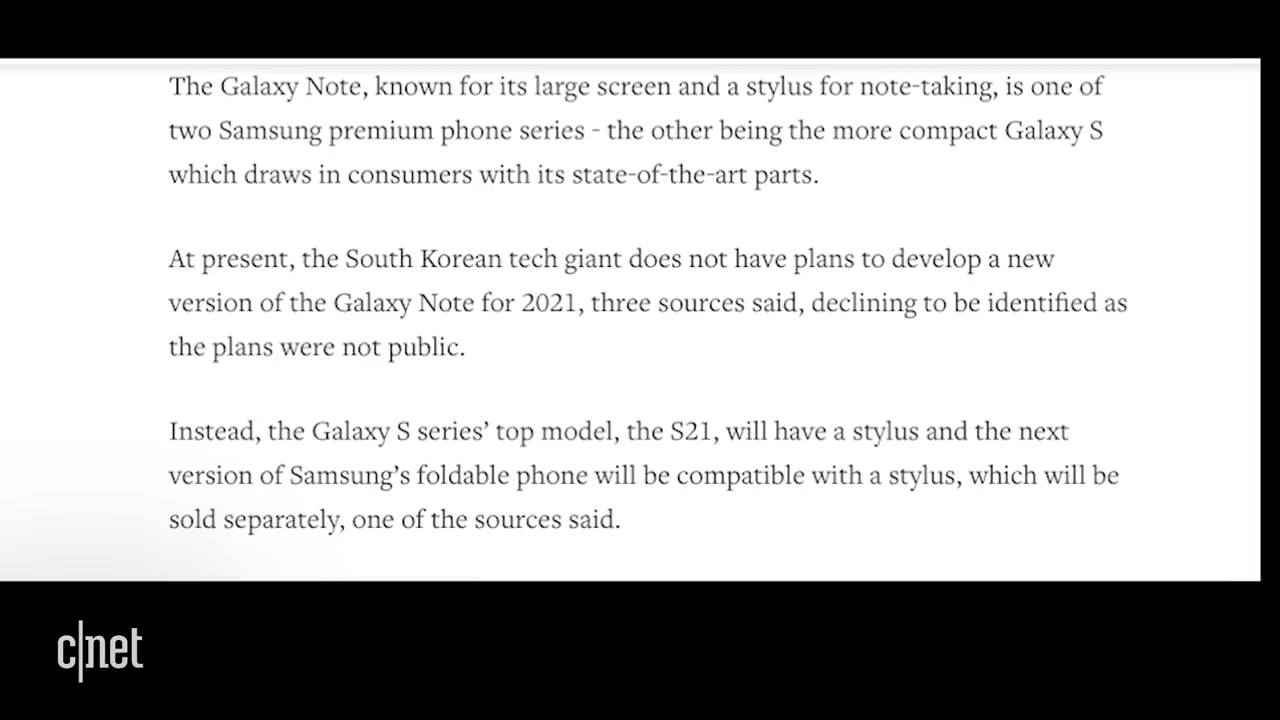 The Galaxy Note, known for its large screen and a stylus for note-taking, is one of
two Samsung premium phone series - the other being the more compact Galaxy S
which draws in consumers with its state-of-the-art parts.
At present, the South Korean tech giant does not have plans to develop a new
version of the Galaxy Note for 2021, three sources said, declining to be identified as
the plans were not public.
Instead, the Galaxy S series’ top model, the S21, will have a stylus and the next
version of Samsung’s foldable phone will be compatible with a stylus, which will be
sold separately, one of the sources said.
c|net